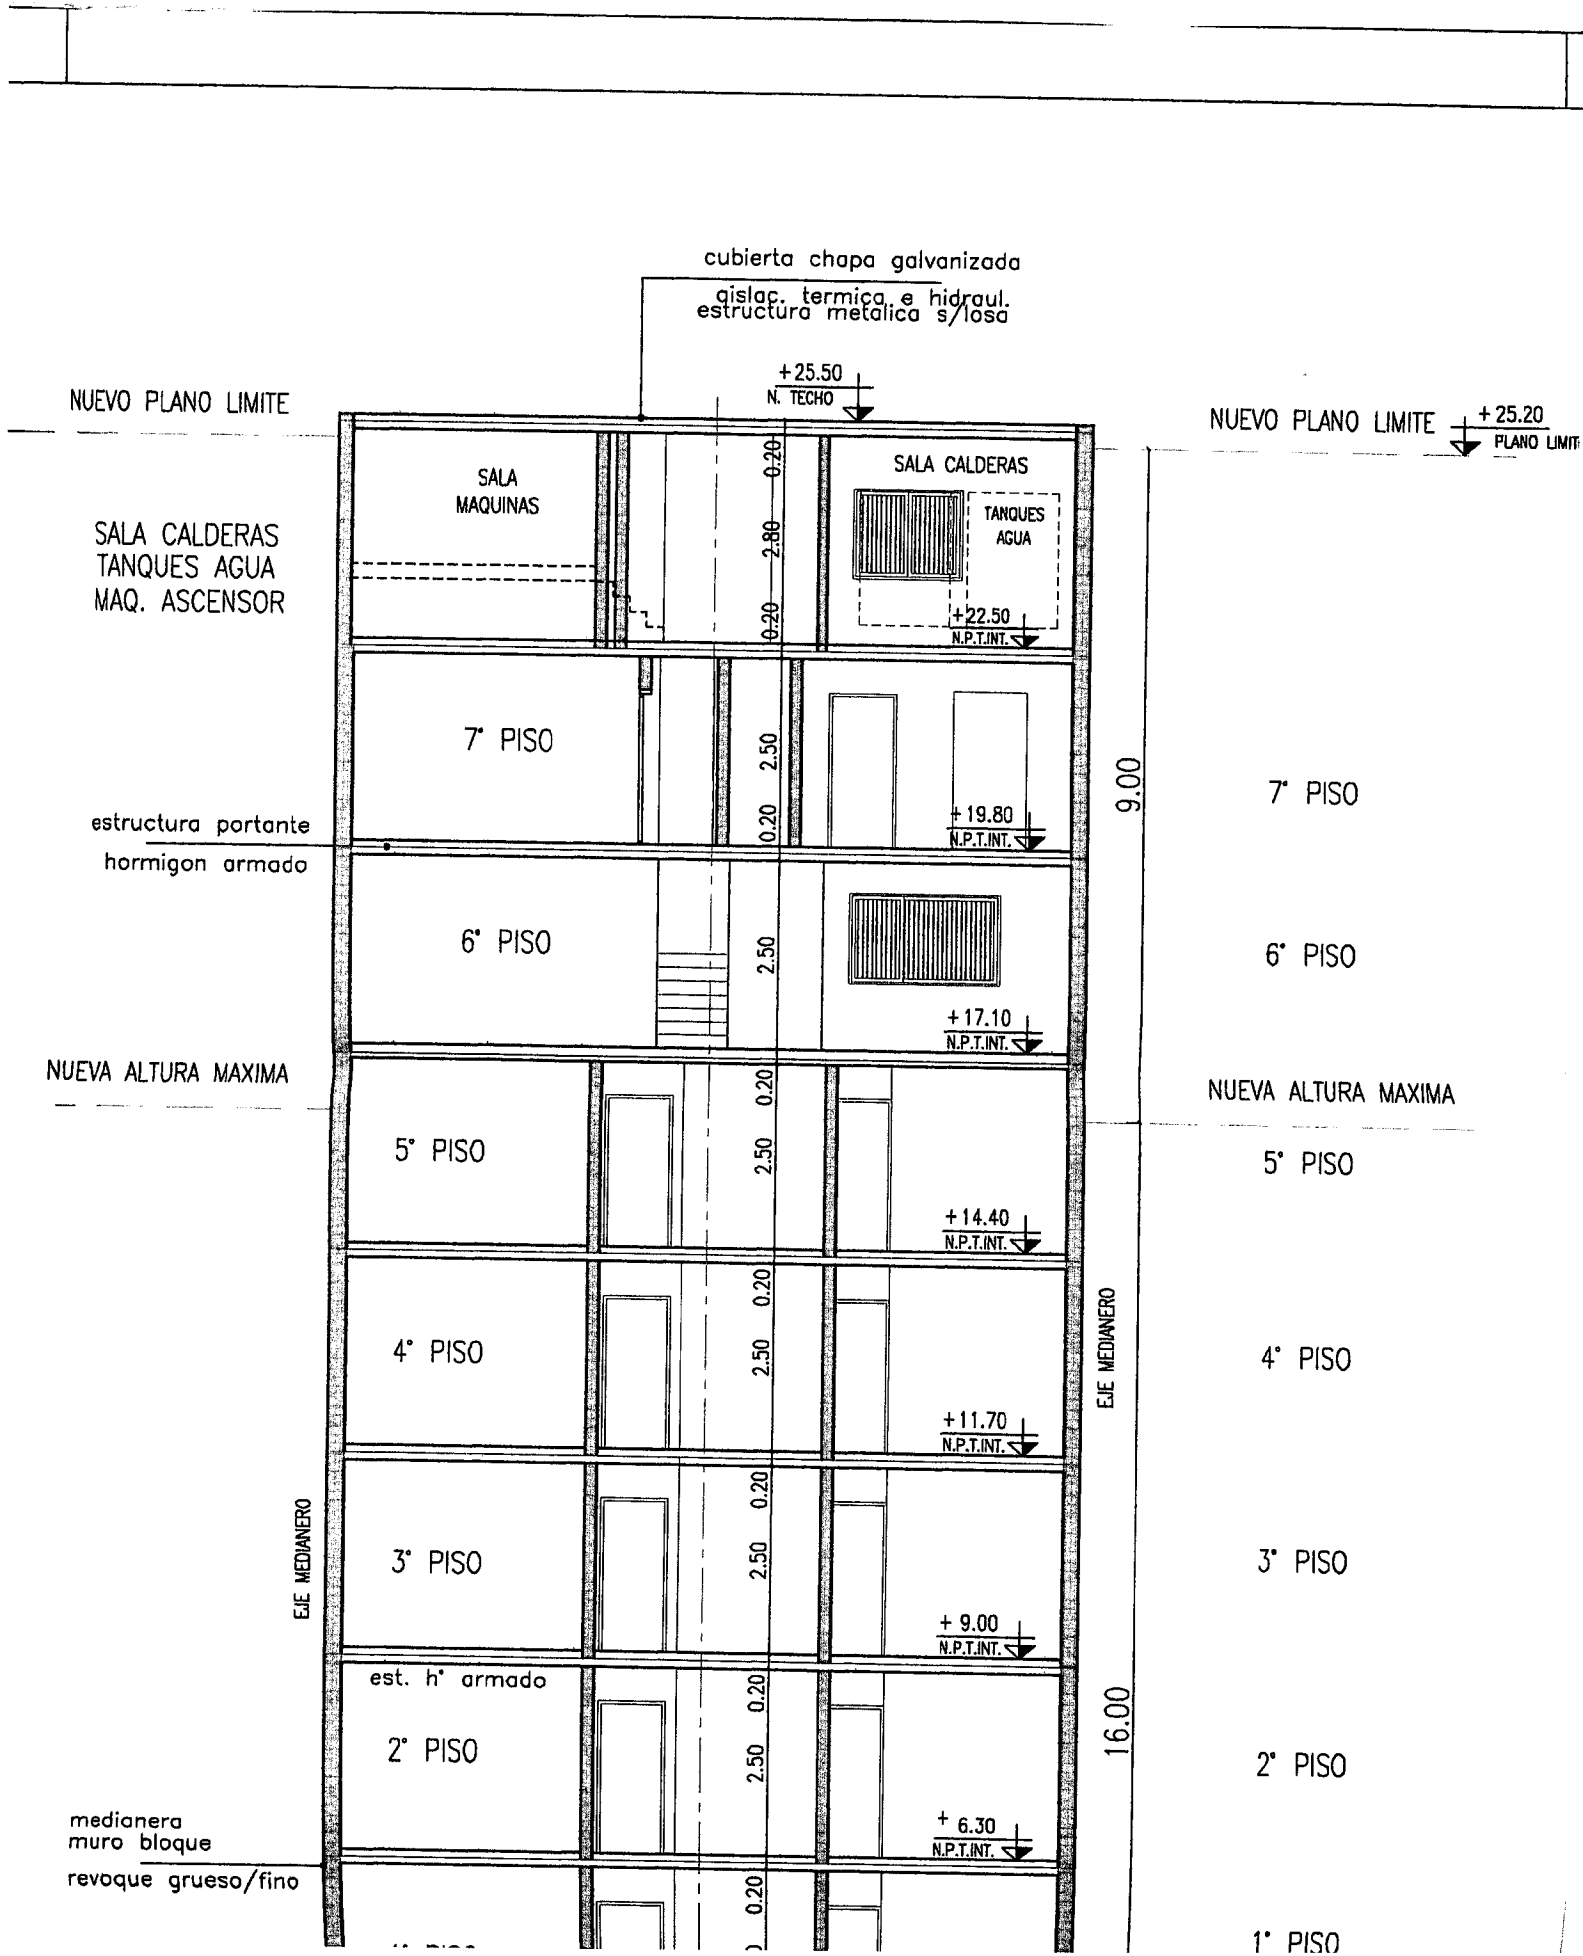 cubierta chapa galvanizada
aislac. termica e hidraul.
estructura metalica s/losa
+25.50
N. TECHO
NUEVO PLANO LIMITE
NUEVO PLANO LIMITE
+25.20
PLANO LIMIT
SALA
MAQUINAS
0.20
SALA CALDERAS
TANQUES
AGUA
SALA CALDERAS
TANQUES AGUA
MAQ. ASCENSOR
2.80
0.20
+22.50
N.P.T.INT.
7° PISO
2.50
9.00
7° PISO
estructura portante
hormigon armado
0.20
+19.80
N.P.T.INT.
6° PISO
2.50
6° PISO
+17.10
N.P.T.INT.
NUEVA ALTURA MAXIMA
0.20
NUEVA ALTURA MAXIMA
5° PISO
2.50
5° PISO
+14.40
N.P.T.INT.
0.20
4° PISO
2.50
EJE MEDIANERO
4° PISO
+11.70
N.P.T.INT.
0.20
EJE MEDIANERO
3° PISO
2.50
3° PISO
+ 9.00
N.P.T.INT.
est. h° armado
0.20
2° PISO
2.50
16.00
2° PISO
medianera
muro bloque
revoque grueso/fino
+ 6.30
N.P.T.INT.
0.20
1° PISO